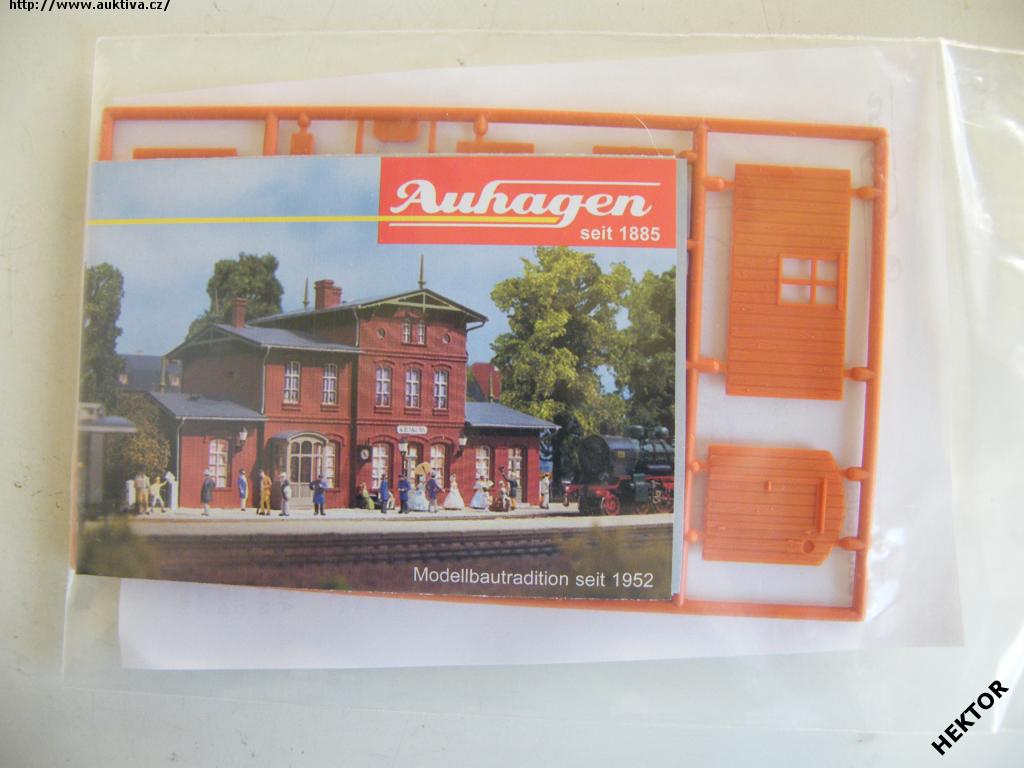 http://www.auktiva.cz/
Auhagen
seit 1885
Modellbautradition seit 1952
HEKTOR